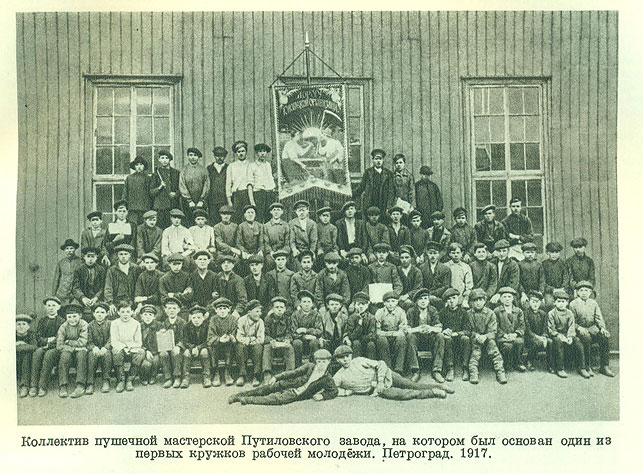 Коллектив пушечной мастерской Путиловского завода, на котором был основан один из
первых кружков рабочей молодёжи. Петроград. 1917.